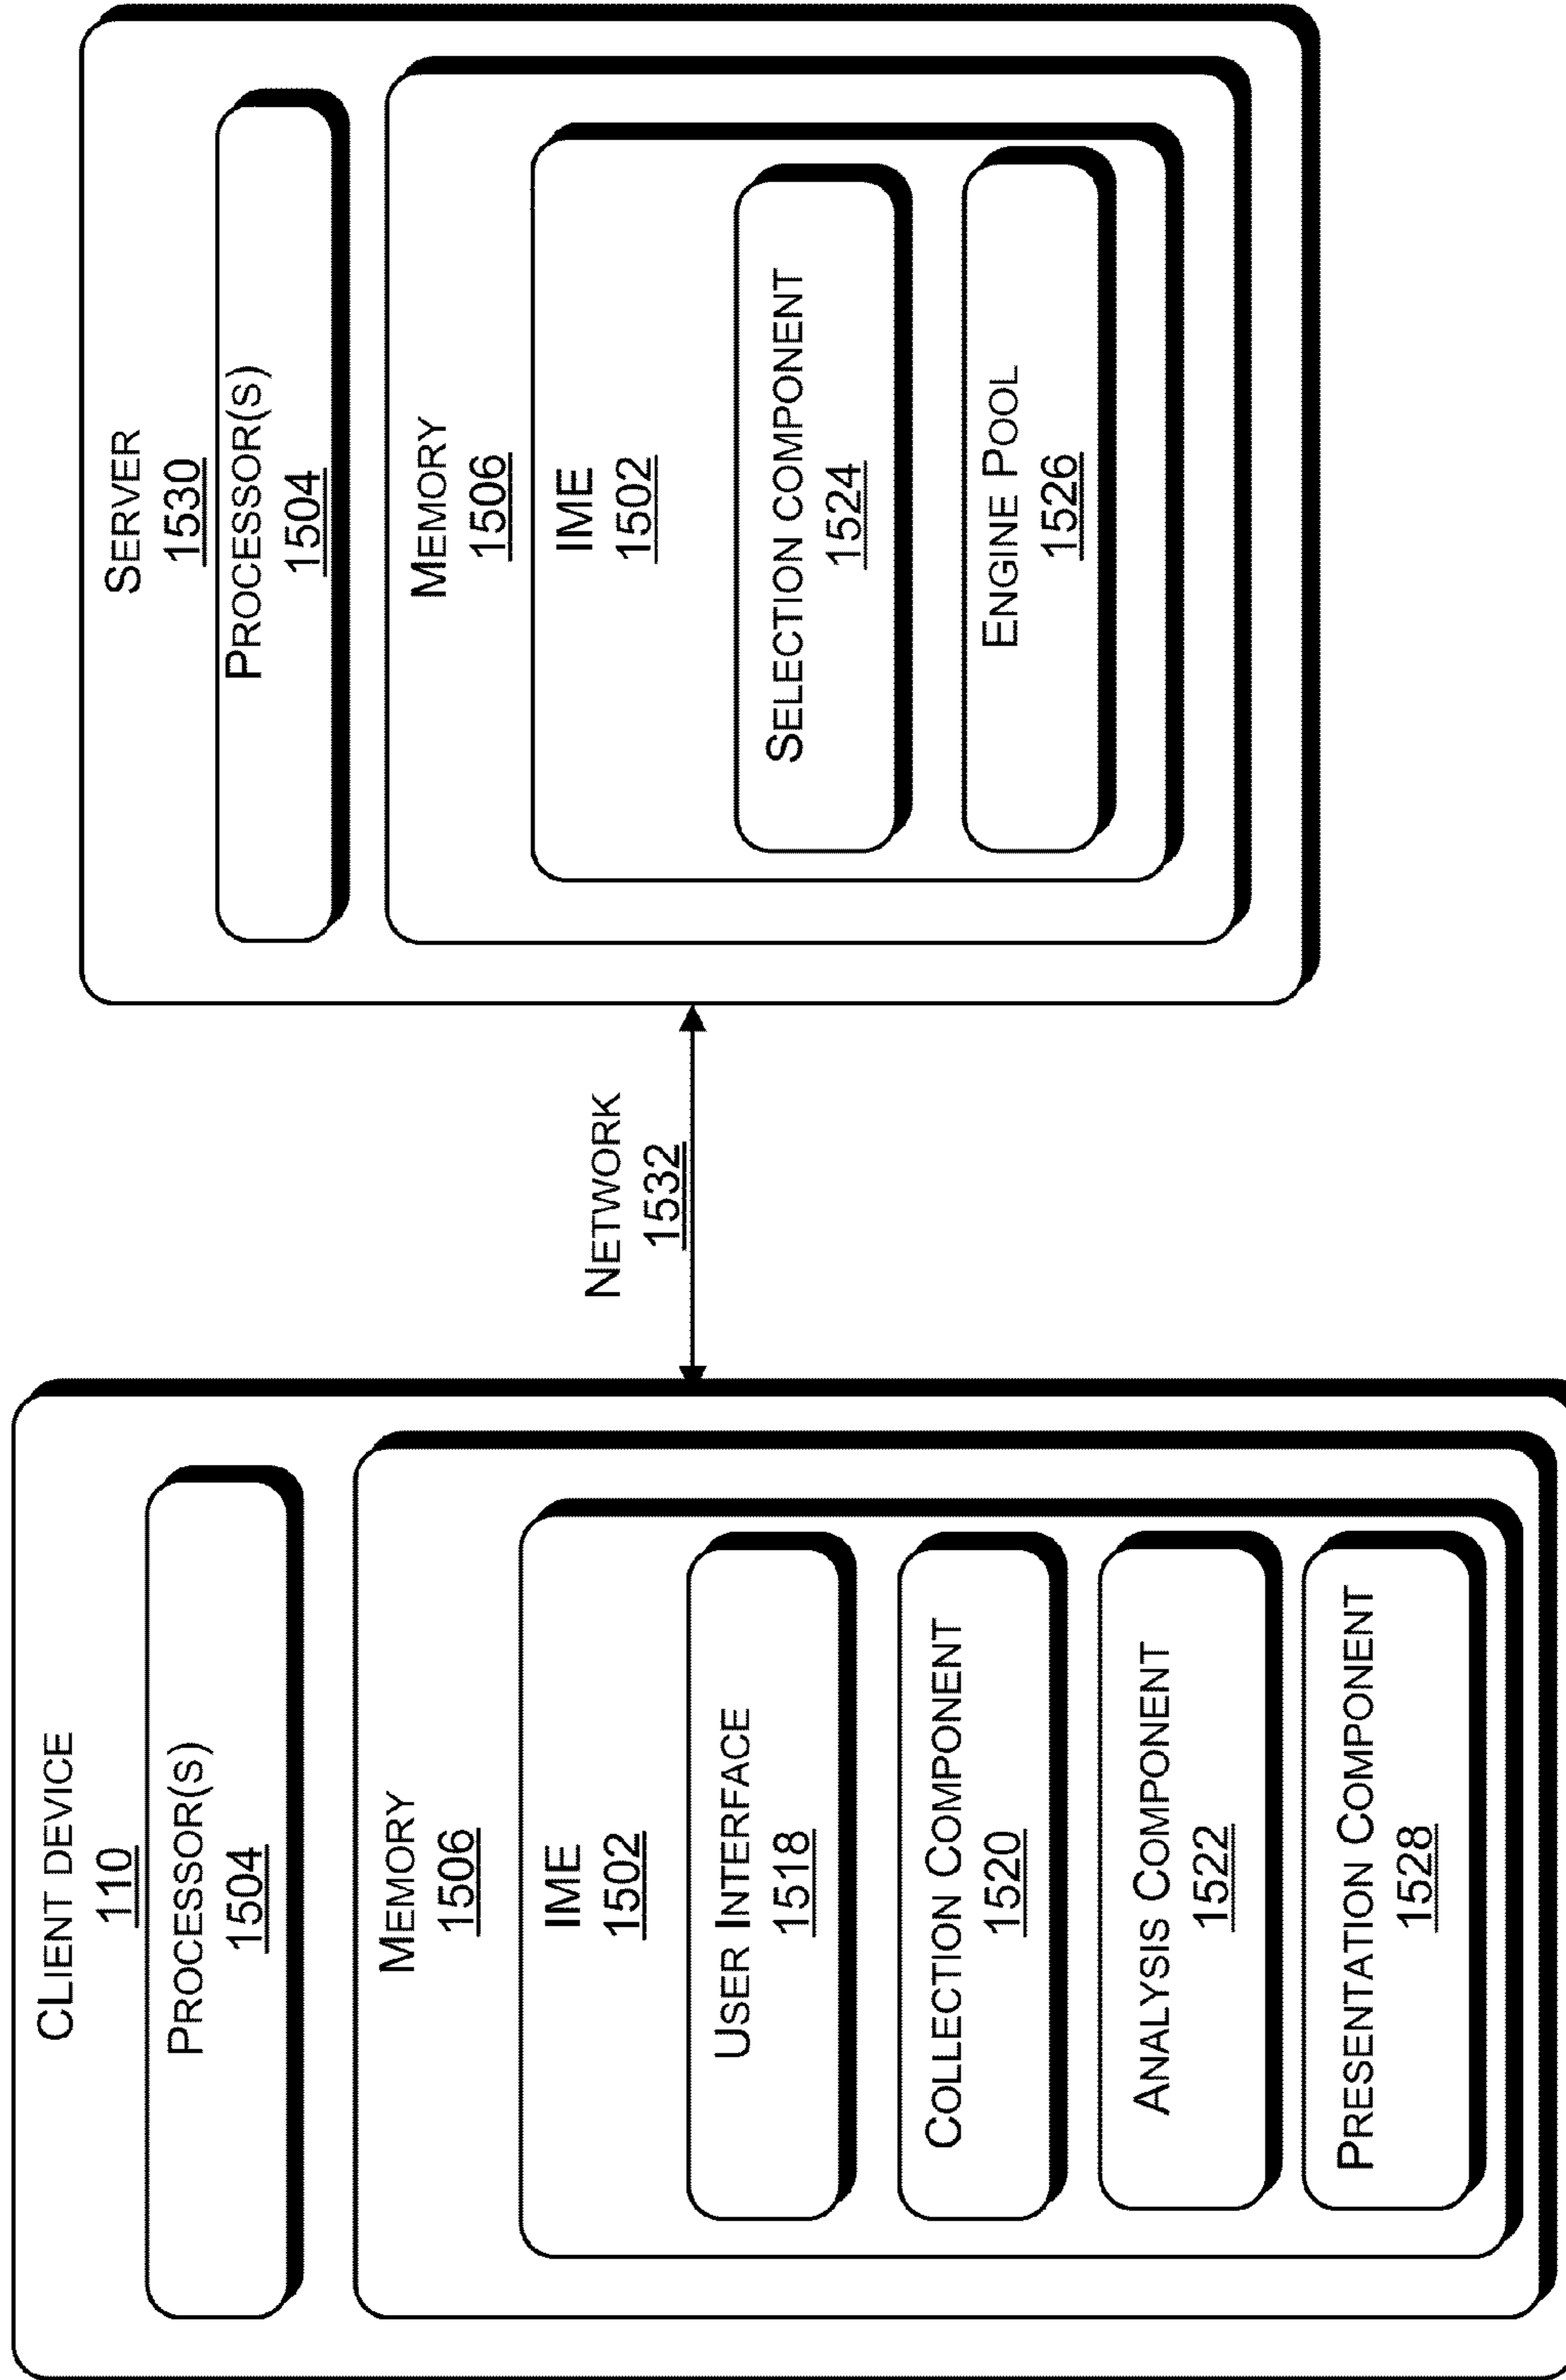 CLIENT DEVICE
110
PROCESSOR(S)
1504
MEMORY
1506
IME
1502
USER INTERFACE
1518
COLLECTION COMPONENT
1520
ANALYSIS COMPONENT
1522
PRESENTATION COMPONENT
1528
NETWORK
1532
SERVER
1530
PROCESSOR(S)
1504
MEMORY
1506
IME
1502
SELECTION COMPONENT
1524
ENGINE POOL
1526